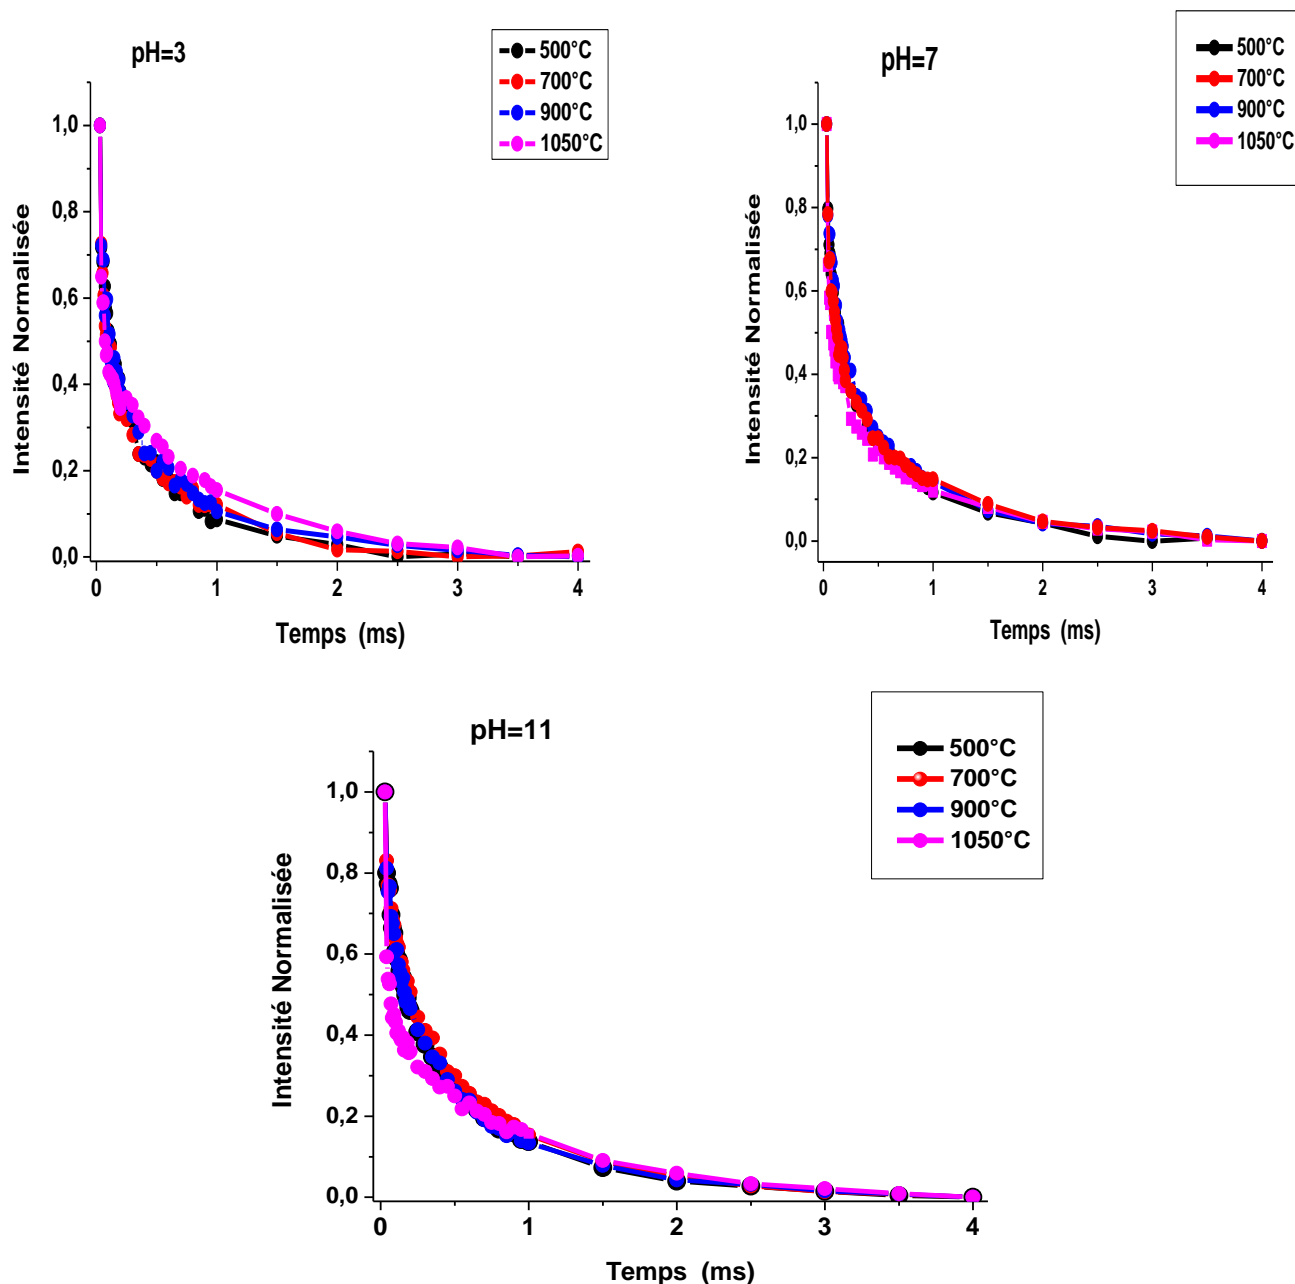 pH=3
500°C
700°C
900°C
1050°C
1,0
0,8
0,6
0,4
0,2
0,0
Intensité Normalisée
0 1 2 3 4
Temps (ms)
pH=7
500°C
700°C
900°C
1050°C
1,0
0,8
0,6
0,4
0,2
0,0
Intensité Normalisée
0 1 2 3 4
Temps (ms)
pH=11
500°C
700°C
900°C
1050°C
1,0
0,8
0,6
0,4
0,2
0,0
Intensité Normalisée
0 1 2 3 4
Temps (ms)